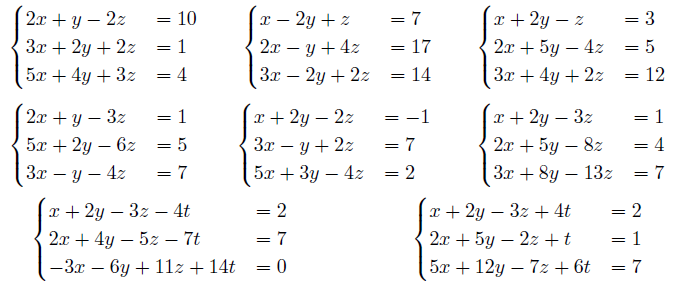 2x + y − 2z = 10 x − 2y + z = 7 x + 2y − z = 3
3x + 2y + 2z = 1 2x − y + 4z = 17 2x + 5y − 4z = 5
5x + 4y + 3z = 4 3x − 2y + 2z = 14 3x + 4y + 2z = 12
2x + y − 3z = 1 x + 2y − 2z = −1 x + 2y − 3z = 1
5x + 2y − 6z = 5 3x − y + 2z = 7 2x + 5y − 8z = 4
3x − y − 4z = 7 5x + 3y − 4z = 2 3x + 8y − 13z = 7
x + 2y − 3z − 4t = 2 x + 2y − 3z + 4t = 2
2x + 4y − 5z − 7t = 7 2x + 5y − 2z + t = 1
−3x − 6y + 11z + 14t = 0 5x + 12y − 7z + 6t = 7